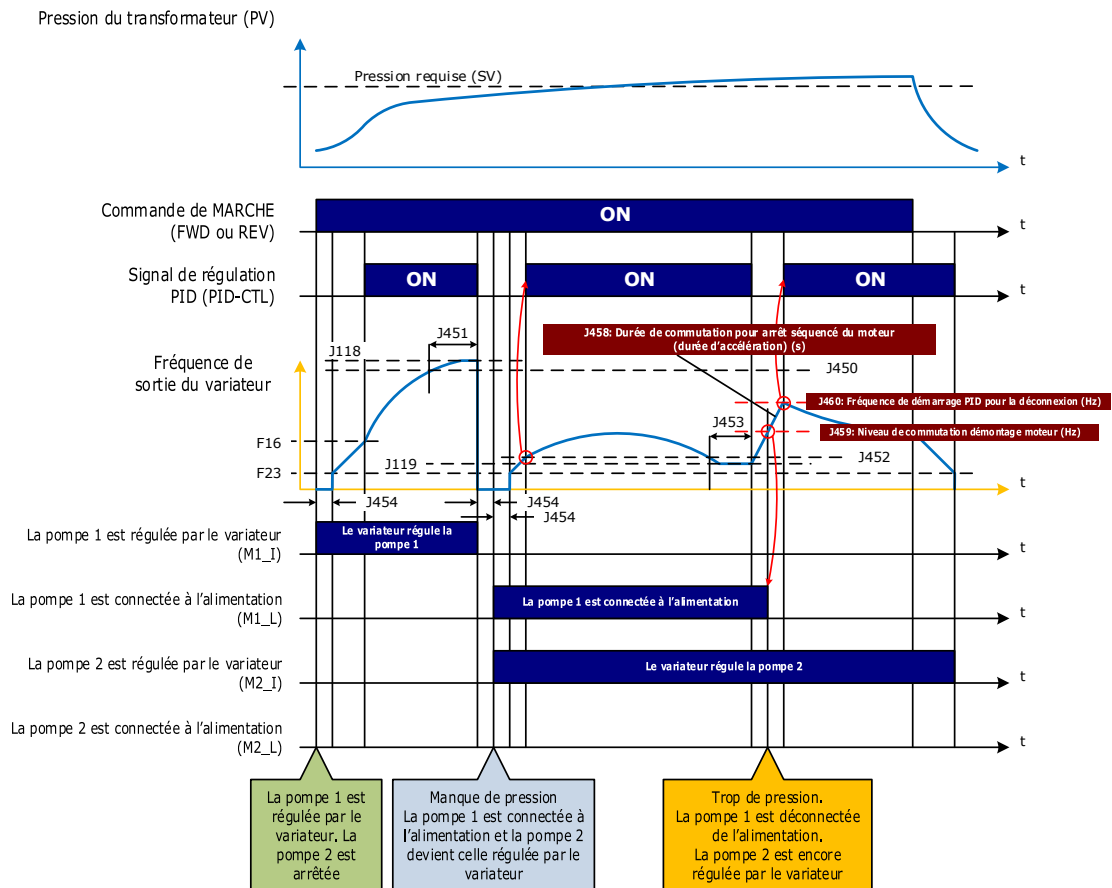 Pression du transformateur (PV)
Pression requise (SV)
t
Commande de MARCHE
(FWD ou REV)
ON
t
Signal de régulation
PID (PID-CTL)
ON
ON
ON
t
J458: Durée de commutation pour arrêt séquencé du moteur
(durée d'accélération) (s)
Fréquence de
sortie du variateur
J118
J451
J450
J460: Fréquence de démarrage PID pour la déconnexion (Hz)
J459: Niveau de commutation démontage moteur (Hz)
F16
J453
J119
J452
F23
t
J454
J454
J454
La pompe 1 est régulée par le variateur
(M1_I)
Le variateur régule la
pompe 1
t
La pompe 1 est connectée à l'alimentation
(M1_L)
La pompe 1 est connectée à l'alimentation
t
La pompe 2 est régulée par le variateur
(M2_I)
Le variateur régule la pompe 2
t
La pompe 2 est connectée à l'alimentation
(M2_L)
t
La pompe 1 est
régulée par le
variateur. La
pompe 2 est
arrêtée
Manque de pression
La pompe 1 est connectée à
l'alimentation et la pompe 2
devient celle régulée par le
variateur
Trop de pression.
La pompe 1 est déconnectée
de l'alimentation.
La pompe 2 est encore
régulée par le variateur